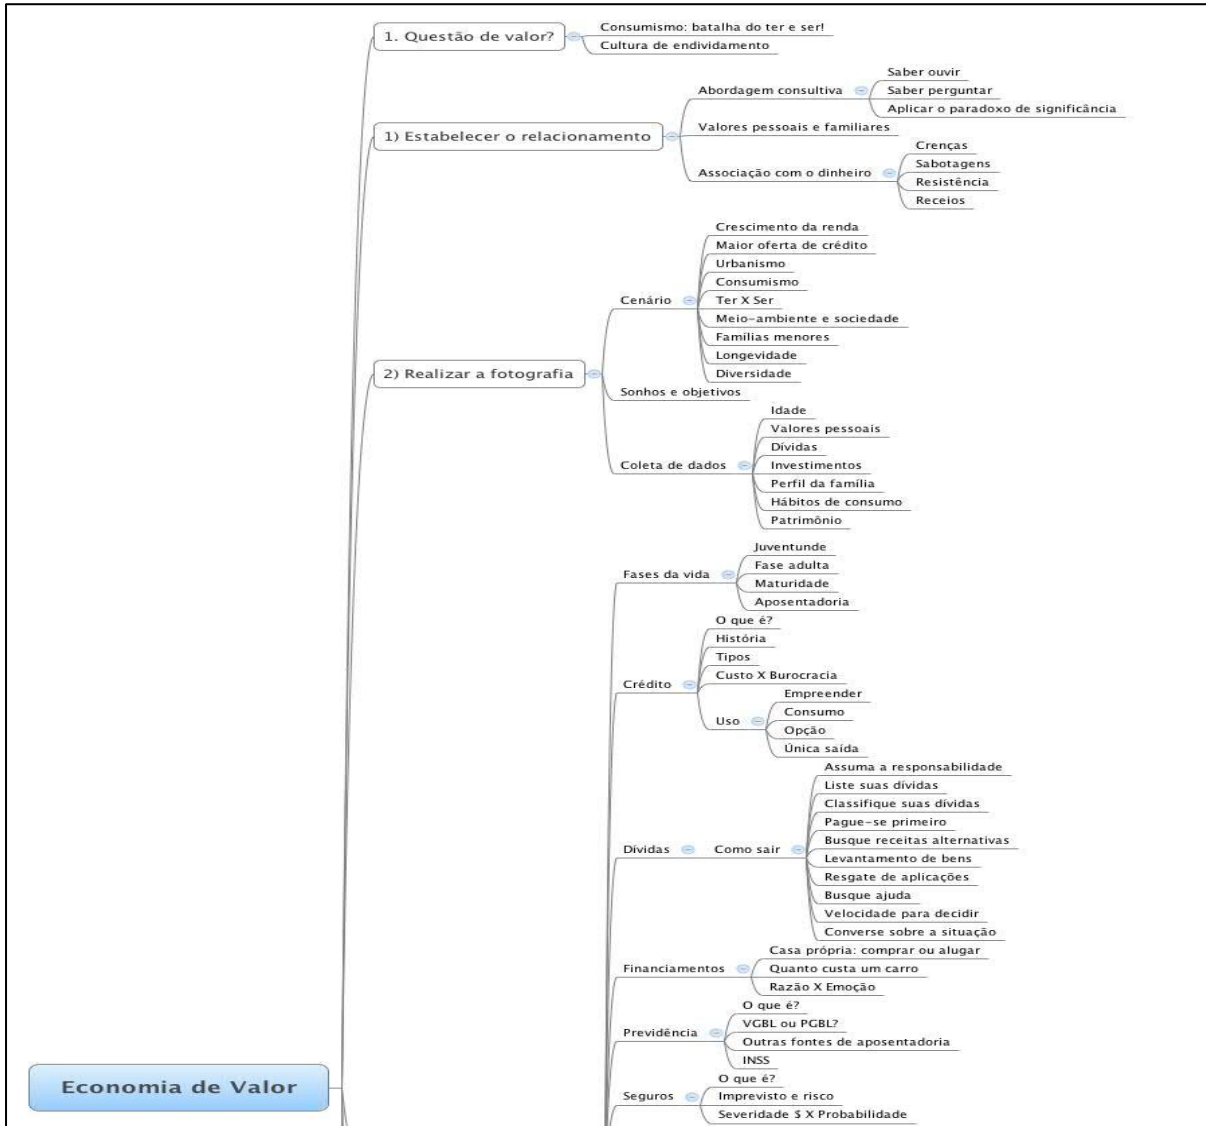 1. Questão de valor?
Consumismo: batalha do ter e ser!
Cultura de endividamento
1) Estabelecer o relacionamento
Abordagem consultiva
Saber ouvir
Saber perguntar
Aplicar o paradoxo de significância
Valores pessoais e familiares
Associação com o dinheiro
Crenças
Sabotagens
Resistência
Receios
2) Realizar a fotografia
Cenário
Crescimento da renda
Maior oferta de crédito
Urbanismo
Consumismo
Ter X Ser
Meio-ambiente e sociedade
Famílias menores
Longevidade
Diversidade
Sonhos e objetivos
Coleta de dados
Idade
Valores pessoais
Dívidas
Investimentos
Perfil da família
Hábitos de consumo
Patrimônio
Fases da vida
Juventunde
Fase adulta
Maturidade
Aposentadoria
Crédito
O que é?
História
Tipos
Custo X Burocracia
Uso
Empreender
Consumo
Opção
Única saída
Dívidas
Como sair
Assuma a responsabilidade
Liste suas dívidas
Classifique suas dívidas
Pague-se primeiro
Busque receitas alternativas
Levantamento de bens
Resgate de aplicações
Busque ajuda
Velocidade para decidir
Converse sobre a situação
Financiamentos
Casa própria: comprar ou alugar
Quanto custa um carro
Razão X Emoção
Previdência
O que é?
VGBL ou PGBL?
Outras fontes de aposentadoria
INSS
Seguros
O que é?
Imprevisto e risco
Severidade $ X Probabilidade
Economia de Valor